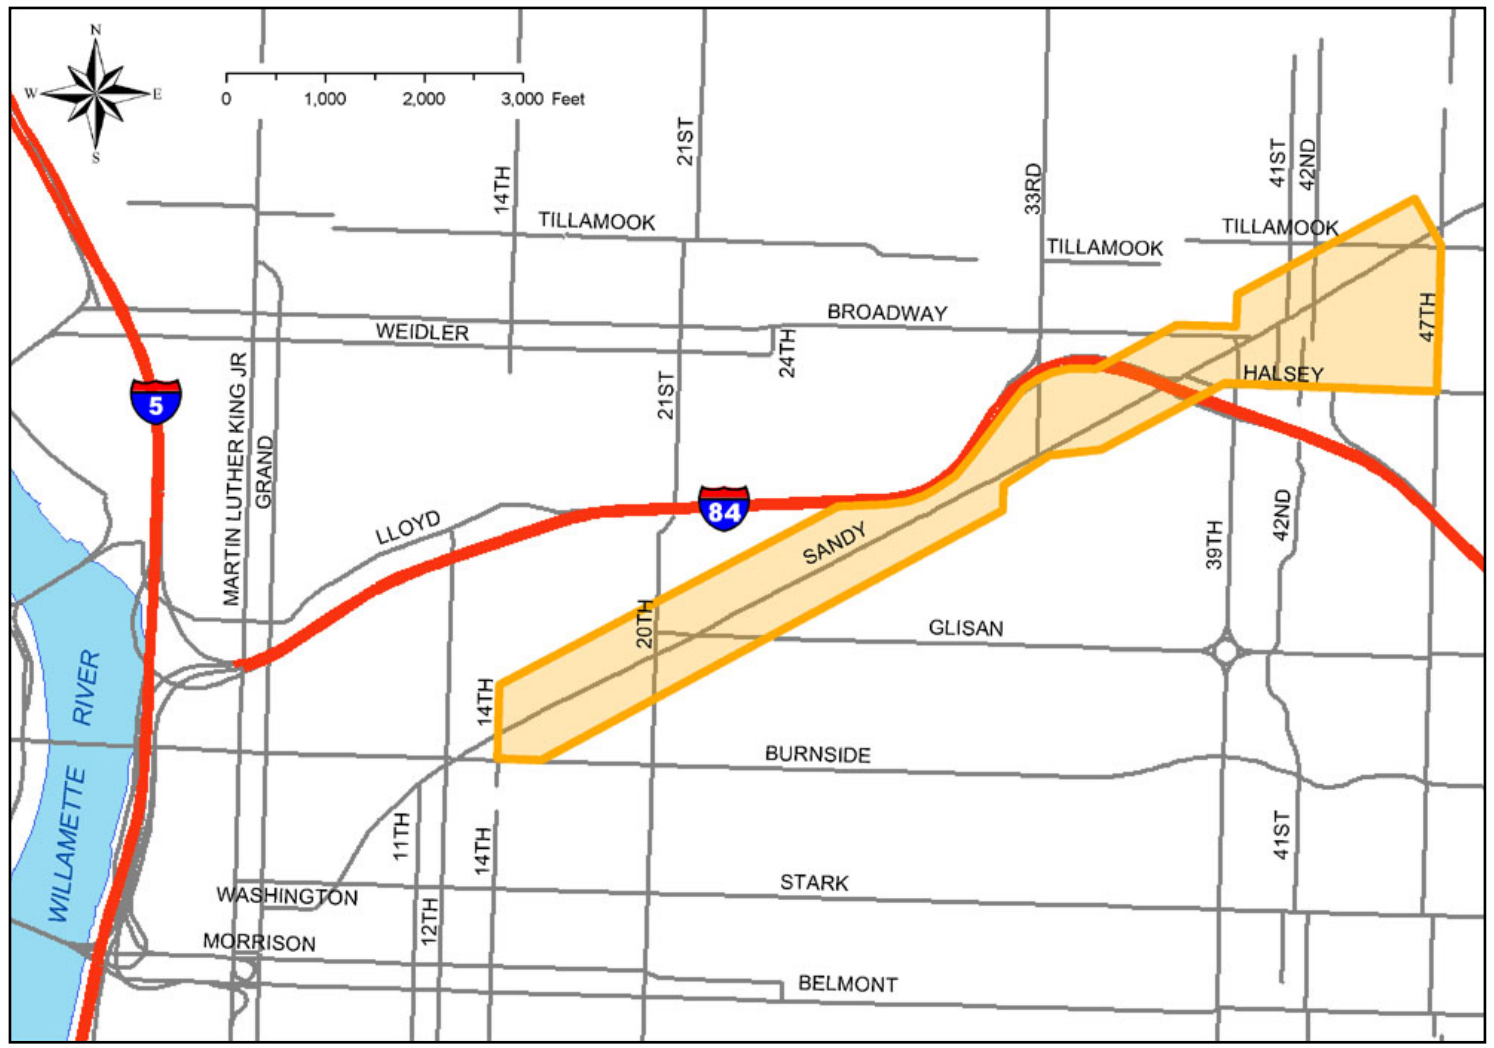 N
W
E
S
0 1,000 2,000 3,000 Feet
14TH
21ST
33RD
41ST
42ND
TILLAMOOK
TILLAMOOK
TILLAMOOK
BROADWAY
WEIDLER
24TH
47TH
HALSEY
5
MARTIN LUTHER KING JR
GRAND
21ST
LLOYD
84
SANDY
39TH
42ND
20TH
GLISAN
WILLAMETTE RIVER
14TH
BURNSIDE
11TH
14TH
41ST
STARK
WASHINGTON
12TH
MORRISON
BELMONT